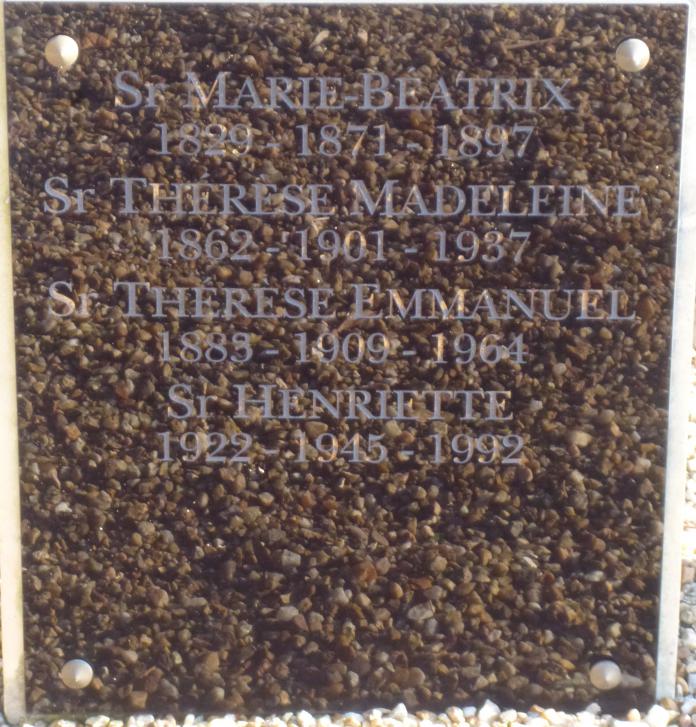 Sr MARIE-BÉATRIX
1829 - 1871 - 1897
Sr THÉRÈSE MADELEINE
1862 - 1901 - 1937
Sr THÉRÈSE EMMANUEL
1883 - 1909 - 1964
Sr HENRIETTE
1922 - 1945 - 1992